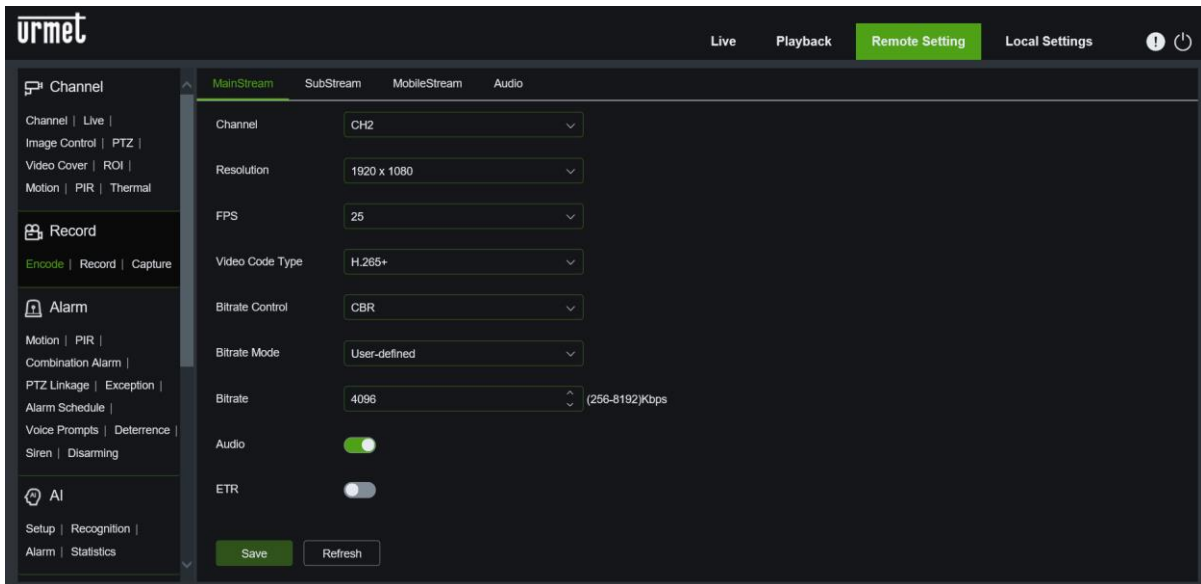 urmet
Live Playback Remote Setting Local Settings
Channel
Channel | Live |
Image Control | PTZ |
Video Cover | ROI |
Motion | PIR | Thermal
Record
Encode | Record | Capture
Alarm
Motion | PIR |
Combination Alarm |
PTZ Linkage | Exception |
Alarm Schedule |
Voice Prompts | Deterrence |
Siren | Disarming
AI
Setup | Recognition |
Alarm | Statistics
MainStream SubStream MobileStream Audio
Channel CH2
Resolution 1920 x 1080
FPS 25
Video Code Type H.265+
Bitrate Control CBR
Bitrate Mode User-defined
Bitrate 4096 (256-8192)Kbps
Audio
ETR
Save Refresh